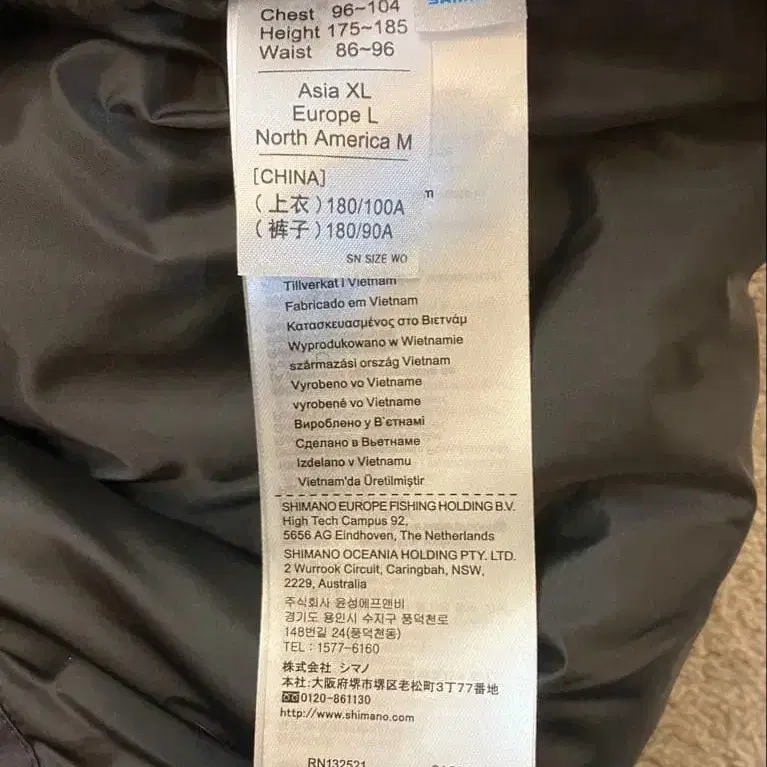 Chest 96~104
Height 175~185
Waist 86~96
Asia XL
Europe L
North America M
[CHINA]
(上衣)180/100A
(裤子)180/90A
SN SIZE WO
Tillverkat i Vietnam
Fabricado em Vietnam
Κατασκευασμένος στο Βιετνάμ
Wyprodukowano w Wietnamie
származási ország Vietnam
Vyrobeno vo Vietname
vyrobené vo Vietname
Вироблено у В'єтнамі
Сделано в Вьетнаме
Izdelano v Vietnamu
Vietnam'da Üretilmiştir
SHIMANO EUROPE FISHING HOLDING B.V.
High Tech Campus 92,
5656 AG Eindhoven, The Netherlands
SHIMANO OCEANIA HOLDING PTY. LTD.
2 Wurrook Circuit, Caringbah, NSW,
2229, Australia
주식회사 윤성에프앤비
경기도 용인시 수지구 풍덕천로
148번길 24(풍덕천동)
TEL : 1577-6160
株式会社 シマノ
本社:大阪府堺市堺区老松町3丁77番地
0120-861130
http://www.shimano.com
RN132521